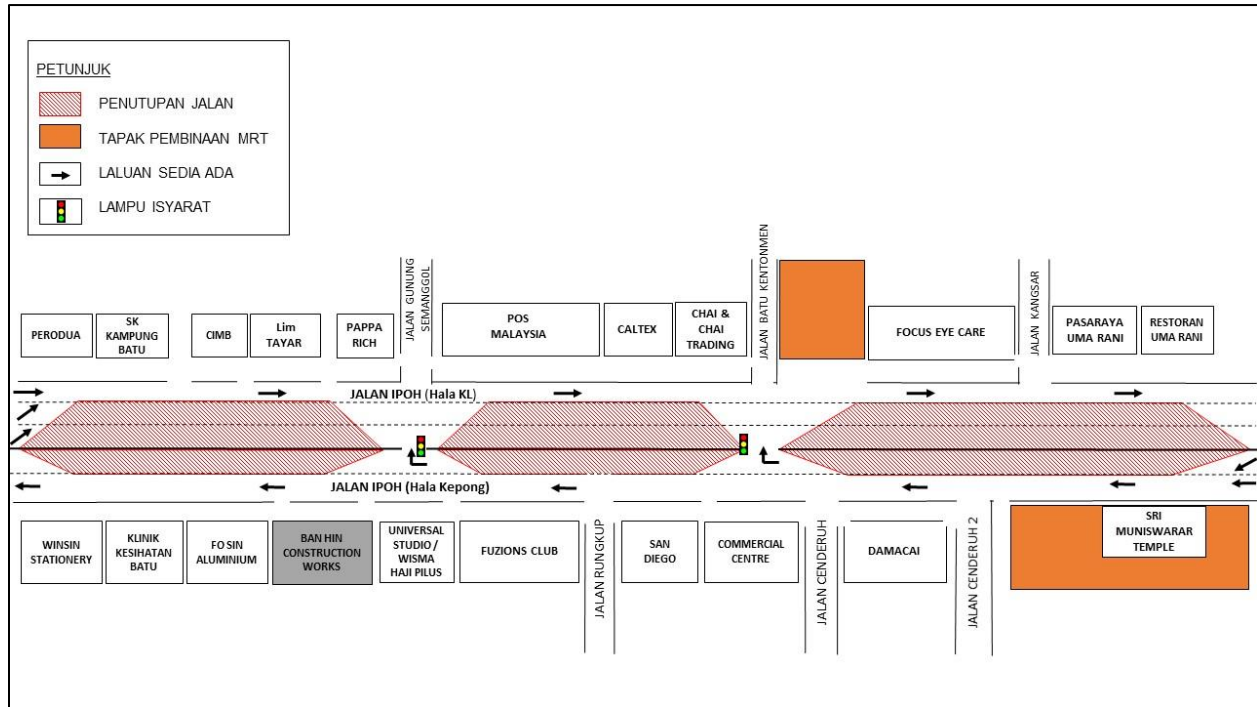 PETUNJUK
PENUTUPAN JALAN
TAPAK PEMBINAAN MRT
LALUAN SEDIA ADA
LAMPU ISYARAT
JALAN GUNUNG
SEMANGGOL
JALAN BATU KENTONMEN
JALAN KANGSAR
PERODUA
SK
KAMPUNG
BATU
CIMB
Lim
TAYAR
PAPPA
RICH
POS
MALAYSIA
CALTEX
CHAI &
CHAI
TRADING
FOCUS EYE CARE
PASARAYA
UMA RANI
RESTORAN
UMA RANI
JALAN IPOH (Hala KL)
JALAN IPOH (Hala Kepong)
WINSIN
STATIONERY
KLINIK
KESIHATAN
BATU
FO SIN
ALUMINIUM
BAN HIN
CONSTRUCTION
WORKS
UNIVERSAL
STUDIO /
WISMA
HAJI PILUS
FUZIONS CLUB
JALAN RUNGKUP
SAN
DIEGO
COMMERCIAL
CENTRE
JALAN CENDERUH
DAMACAI
JALAN CENDERUH 2
SRI
MUNISWARAR
TEMPLE